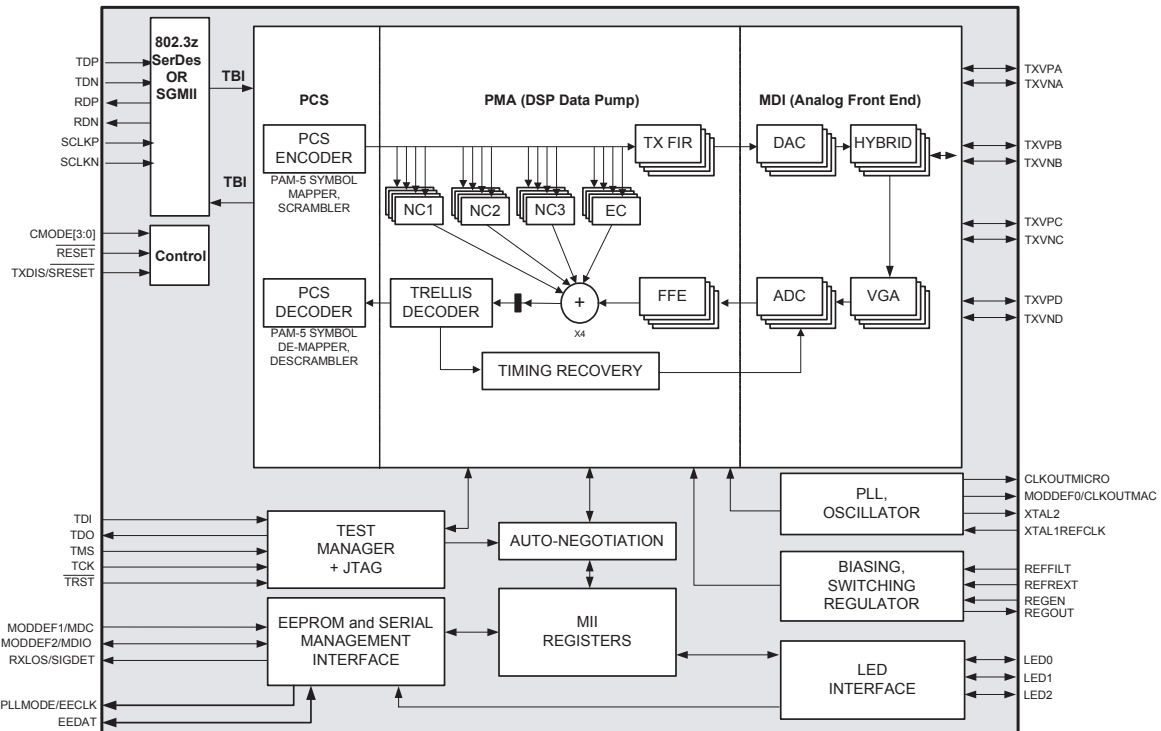 802.3z
SerDes
OR
SGMII
TDP
TDN
RDP
RDN
SCLKP
SCLKN
TBI
TBI
CMODE[3:0]
RESET
TXDIS/SRESET
Control
PCS
PCS
ENCODER
PAM-5 SYMBOL
MAPPER,
SCRAMBLER
PCS
DECODER
PAM-5 SYMBOL
DE-MAPPER,
DESCRAMBLER
PMA (DSP Data Pump)
TX FIR
NC1
NC2
NC3
EC
TRELLIS
DECODER
+
X4
FFE
TIMING RECOVERY
MDI (Analog Front End)
DAC
HYBRID
ADC
VGA
TXVPA
TXVNA
TXVPB
TXVNB
TXVPC
TXVNC
TXVPD
TXVND
TDI
TDO
TMS
TCK
TRST
TEST
MANAGER
+ JTAG
AUTO-NEGOTIATION
PLL,
OSCILLATOR
CLKOUTMICRO
MODDEF0/CLKOUTMAC
XTAL2
XTAL1REFCLK
BIASING,
SWITCHING
REGULATOR
REFFILT
REFREXT
REGEN
REGOUT
MODDEF1/MDC
MODDEF2/MDIO
RXLOS/SIGDET
PLLMODE/EECLK
EEDAT
EEPROM and SERIAL
MANAGEMENT
INTERFACE
MII
REGISTERS
LED
INTERFACE
LED0
LED1
LED2